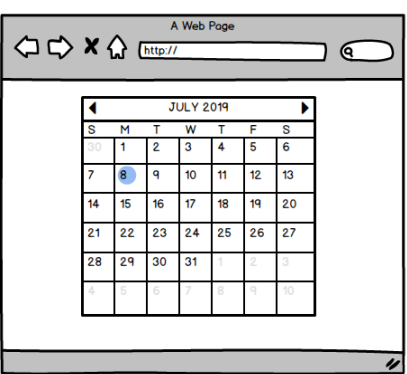 A Web Page
http://
JULY 2019
S M T W T F S
30 1 2 3 4 5 6
7 8 9 10 11 12 13
14 15 16 17 18 19 20
21 22 23 24 25 26 27
28 29 30 31 1 2 3
4 5 6 7 8 9 10